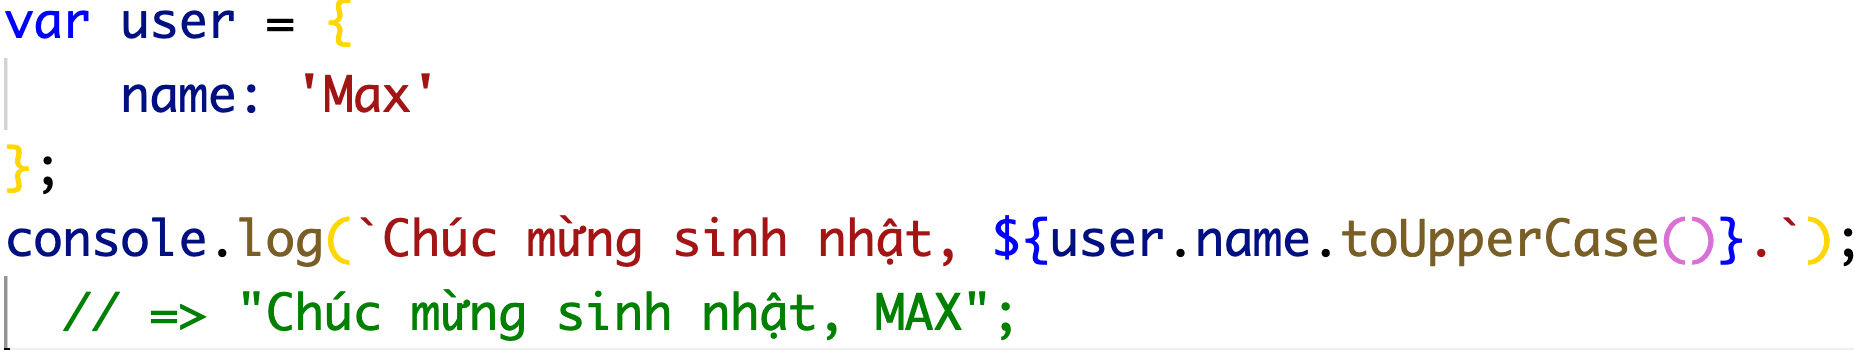 var user = {
    name: 'Max'
};
console.log(`Chúc mừng sinh nhật, ${user.name.toUpperCase()}.`);
  // => "Chúc mừng sinh nhật, MAX";